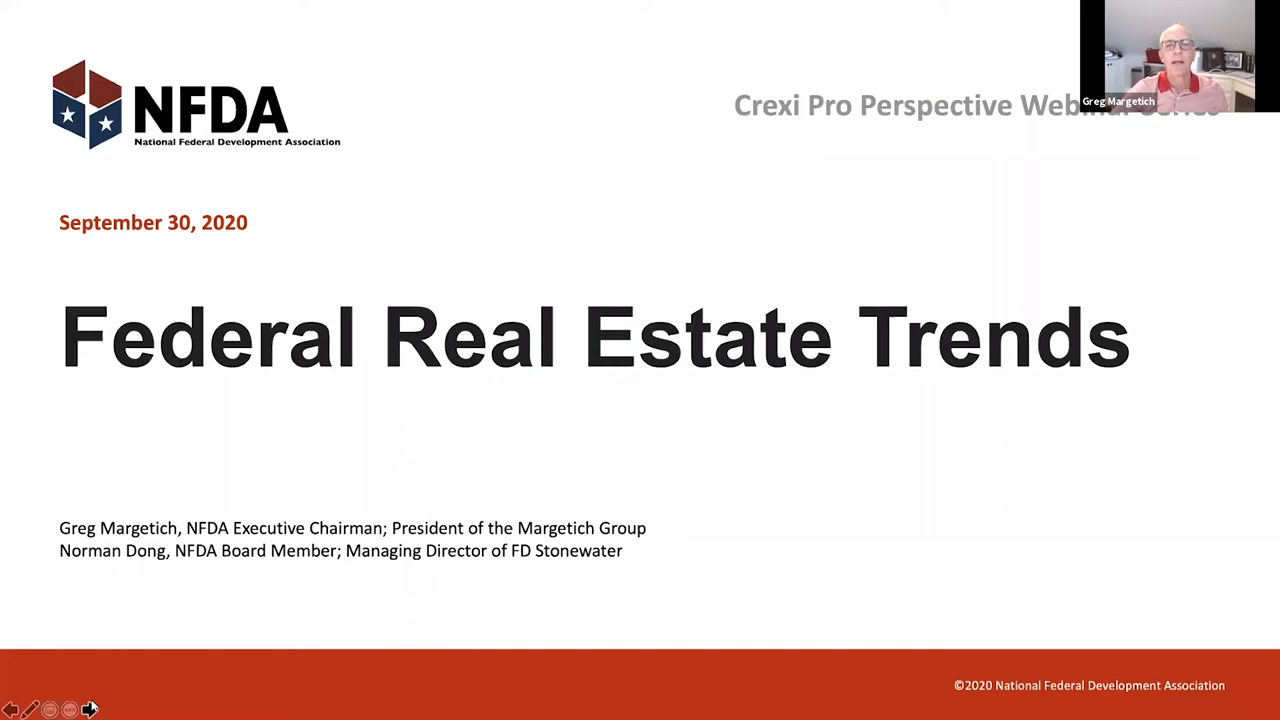 NFDA
National Federal Development Association
Crexi Pro Perspective Webinar Series
Greg Margetich
September 30, 2020
Federal Real Estate Trends
Greg Margetich, NFDA Executive Chairman; President of the Margetich Group
Norman Dong, NFDA Board Member; Managing Director of FD Stonewater
©2020 National Federal Development Association